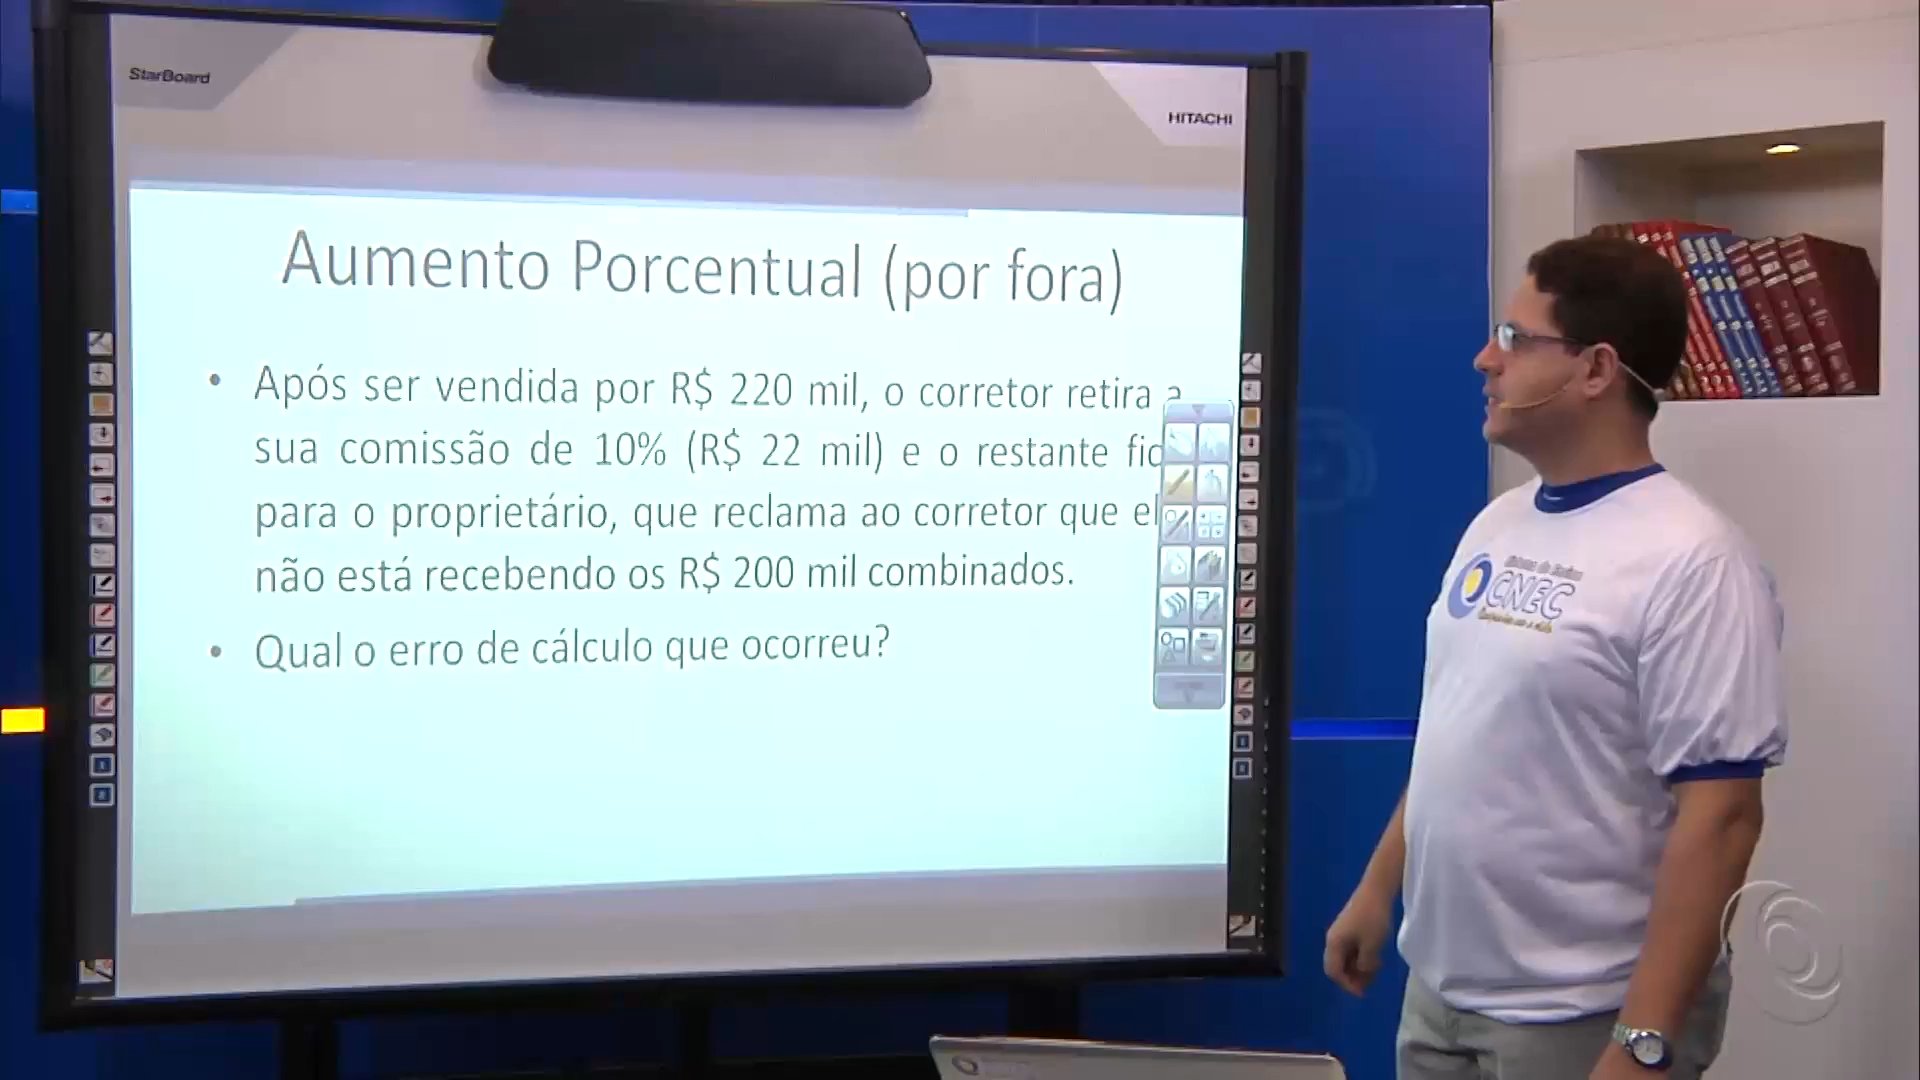 StarBoard
HITACHI
Aumento Porcentual (por fora)
• Após ser vendida por R$ 220 mil, o corretor retira a
sua comissão de 10% (R$ 22 mil) e o restante fic
para o proprietário, que reclama ao corretor que el
não está recebendo os R$ 200 mil combinados.
• Qual o erro de cálculo que ocorreu?
CNEC